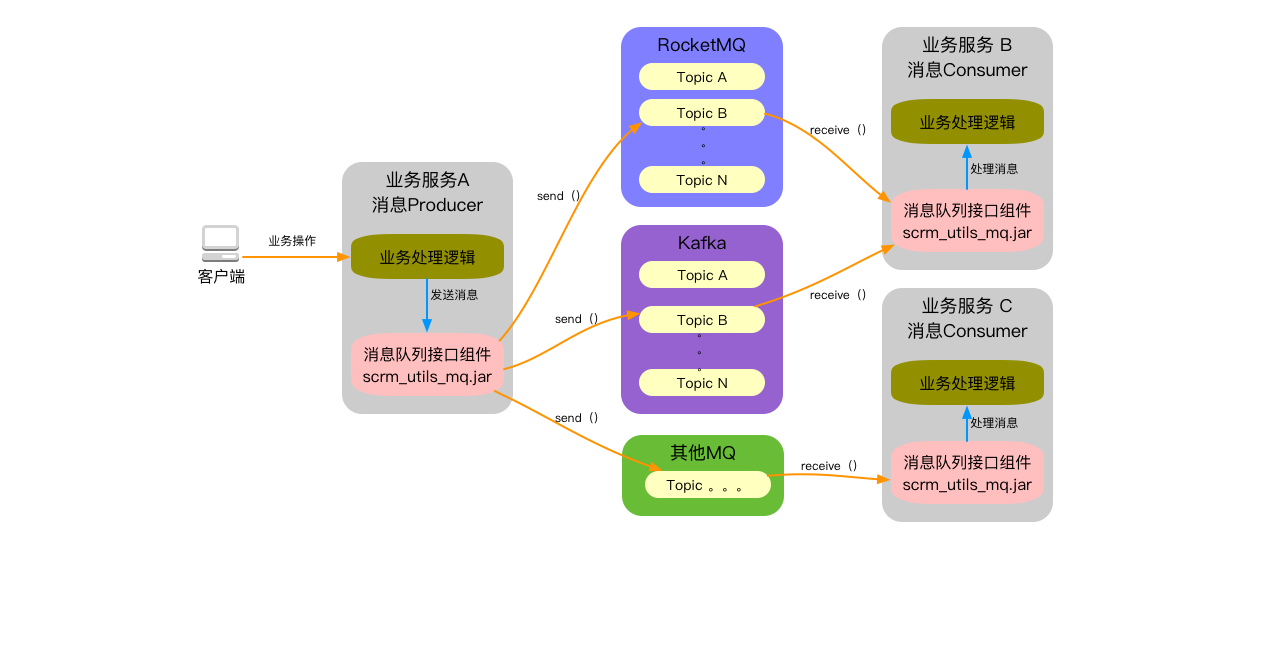 客户端
业务操作
业务服务A
消息Producer
业务处理逻辑
发送消息
消息队列接口组件
scrm_utils_mq.jar
send（）
send（）
send（）
RocketMQ
Topic A
Topic B
。
。
。
Topic N
Kafka
Topic A
Topic B
。
。
。
Topic N
其他MQ
Topic 。。。
receive（）
receive（）
receive（）
业务服务 B
消息Consumer
业务处理逻辑
处理消息
消息队列接口组件
scrm_utils_mq.jar
业务服务 C
消息Consumer
业务处理逻辑
处理消息
消息队列接口组件
scrm_utils_mq.jar